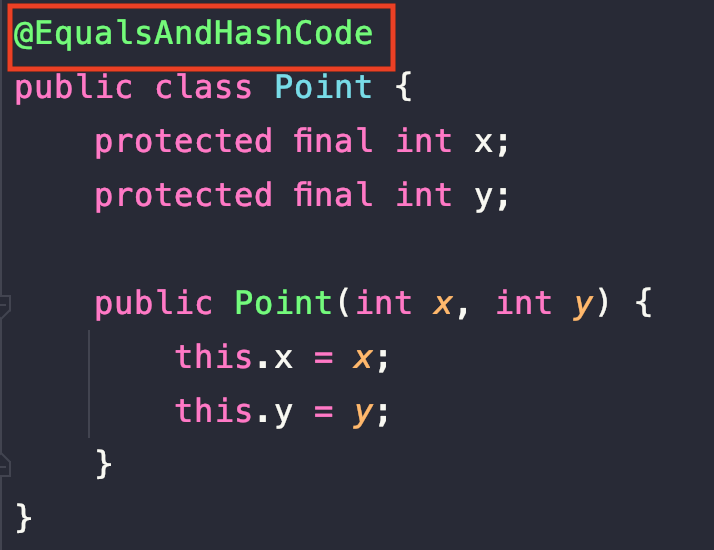 @EqualsAndHashCode
public class Point {
    protected final int x;
    protected final int y;

    public Point(int x, int y) {
        this.x = x;
        this.y = y;
    }
}